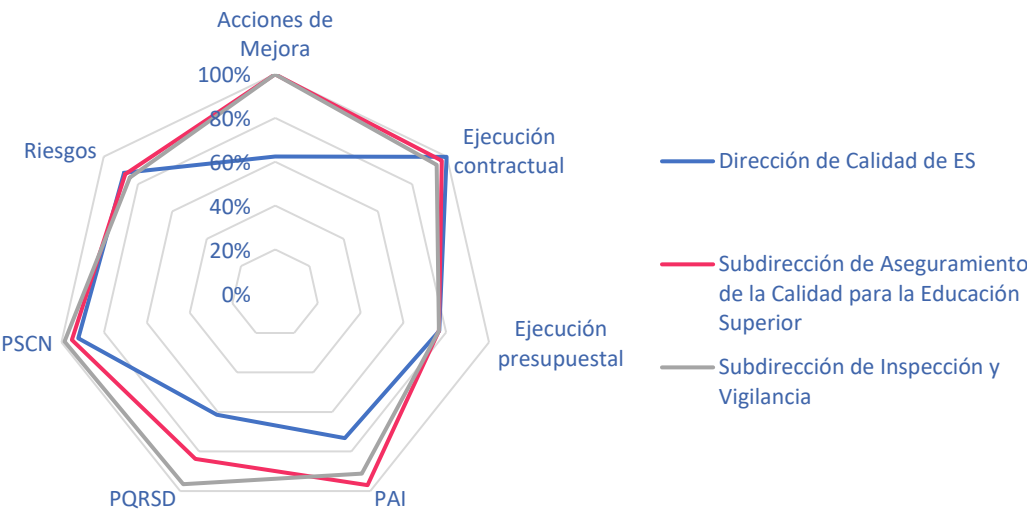 Acciones de
Mejora
100%
80%
60%
40%
20%
0%
Ejecución
contractual
Ejecución
presupuestal
PAI
PQRSD
PSCN
Riesgos
Dirección de Calidad de ES
Subdirección de Aseguramiento
de la Calidad para la Educación
Superior
Subdirección de Inspección y
Vigilancia